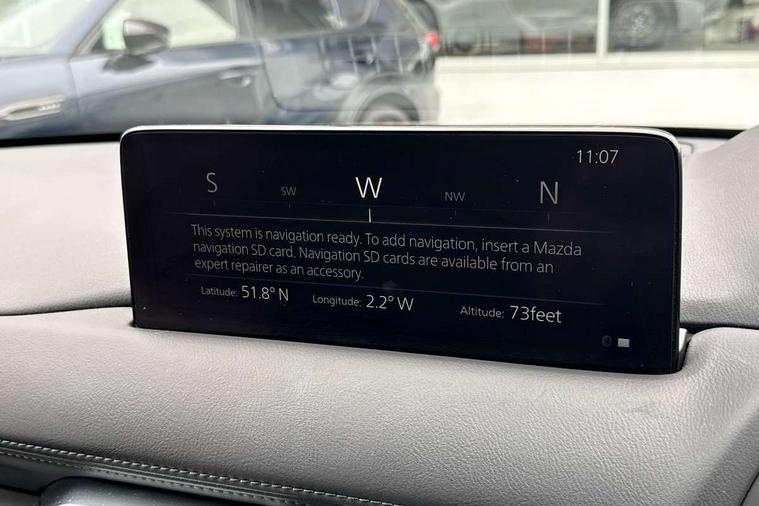 11:07
S SW W NW N
This system is navigation ready. To add navigation, insert a Mazda
navigation SD card. Navigation SD cards are available from an
expert repairer as an accessory.
Latitude: 51.8° N Longitude: 2.2° W Altitude: 73feet